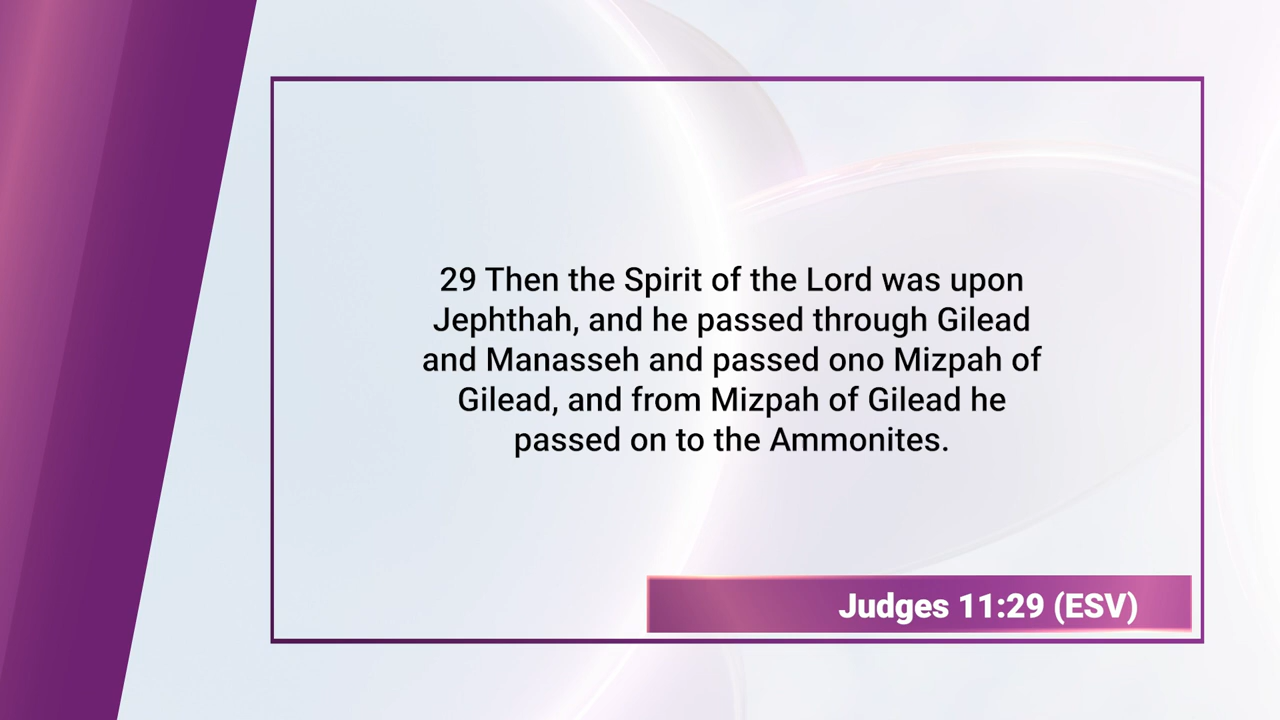 29 Then the Spirit of the Lord was upon
Jephthah, and he passed through Gilead
and Manasseh and passed ono Mizpah of
Gilead, and from Mizpah of Gilead he
passed on to the Ammonites.
Judges 11:29 (ESV)